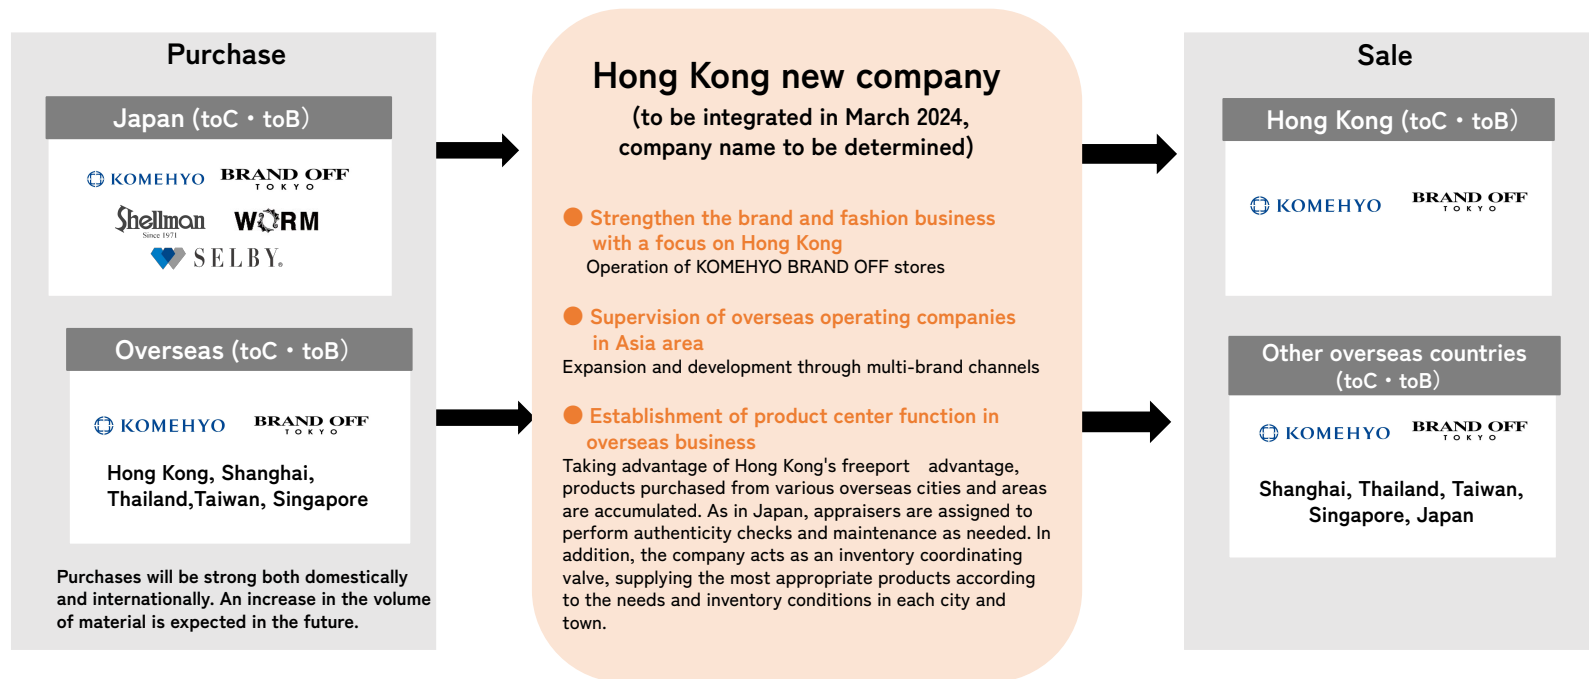 Purchase
Japan (toC・toB)
KOMEHYO
BRAND OFF
TOKYO
Shellman
Since 1971
WORM
SELBY®
Overseas (toC・toB)
KOMEHYO
BRAND OFF
TOKYO
Hong Kong, Shanghai,
Thailand,Taiwan, Singapore
Purchases will be strong both domestically
and internationally. An increase in the volume
of material is expected in the future.
Hong Kong new company
(to be integrated in March 2024,
company name to be determined)
● Strengthen the brand and fashion business
with a focus on Hong Kong
Operation of KOMEHYO BRAND OFF stores
● Supervision of overseas operating companies
in Asia area
Expansion and development through multi-brand channels
● Establishment of product center function in
overseas business
Taking advantage of Hong Kong's freeport　advantage,
products purchased from various overseas cities and areas
are accumulated. As in Japan, appraisers are assigned to
perform authenticity checks and maintenance as needed. In
addition, the company acts as an inventory coordinating
valve, supplying the most appropriate products according
to the needs and inventory conditions in each city and
town.
Sale
Hong Kong (toC・toB)
KOMEHYO
BRAND OFF
TOKYO
Other overseas countries
(toC・toB)
KOMEHYO
BRAND OFF
TOKYO
Shanghai, Thailand, Taiwan,
Singapore, Japan